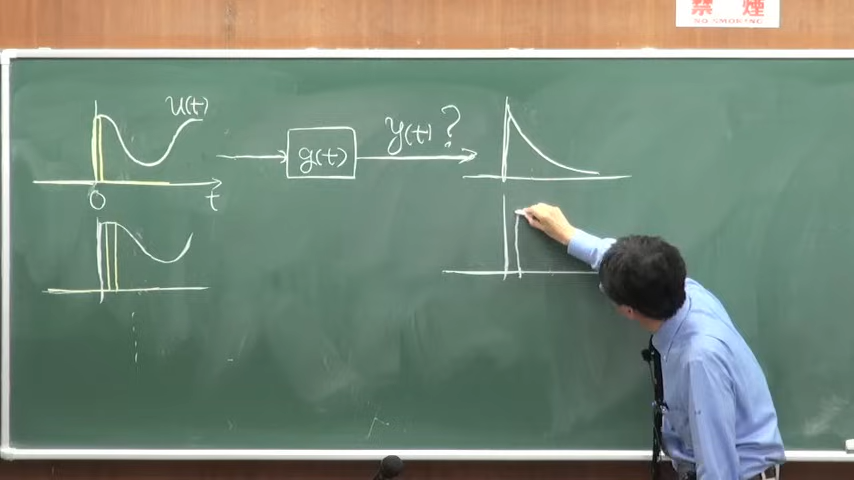 禁煙
NO SMOKING
u(t)
g(t)
y(t)?
0
t